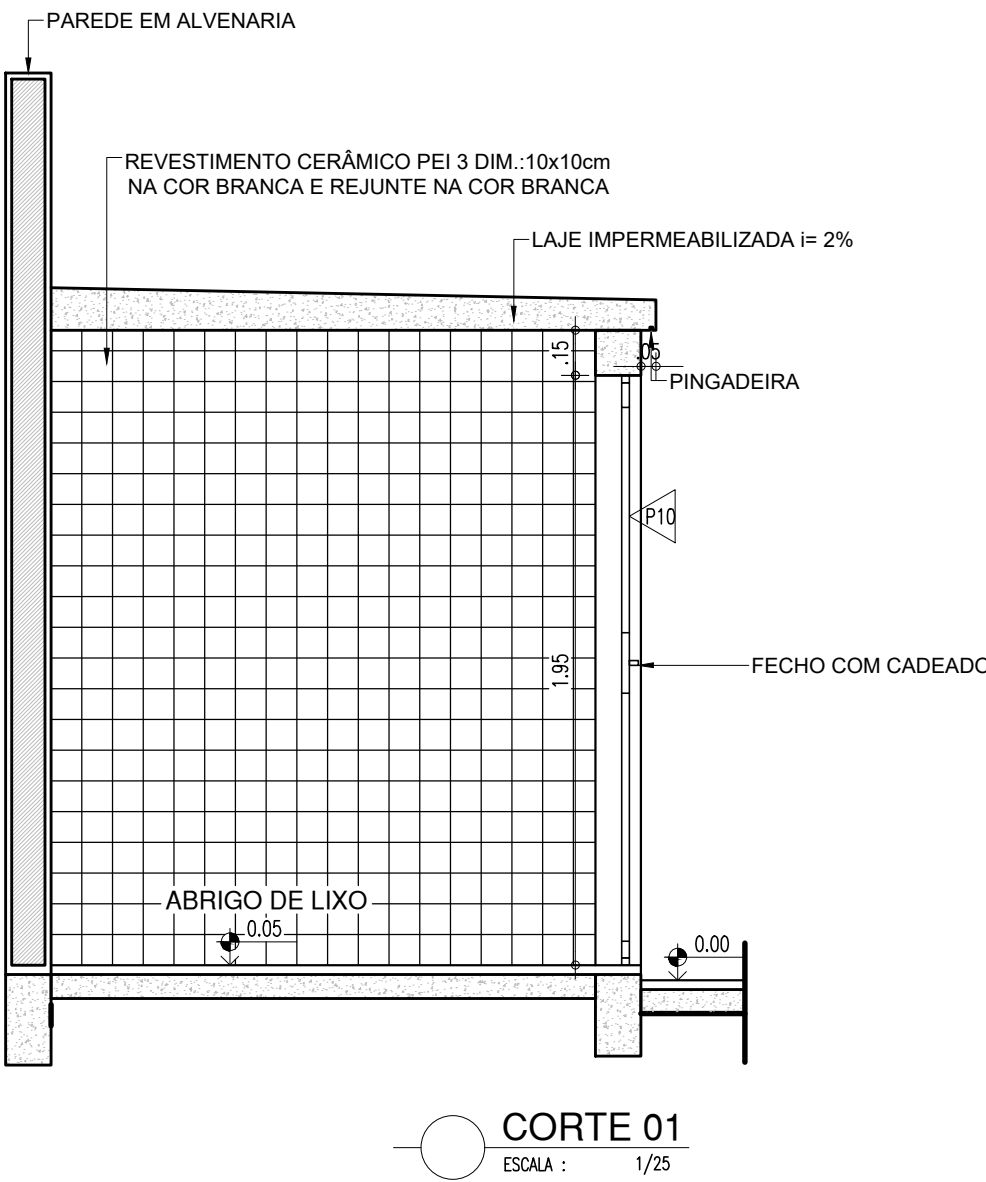 PAREDE EM ALVENARIA
REVESTIMENTO CERÂMICO PEI 3 DIM.:10x10cm
NA COR BRANCA E REJUNTE NA COR BRANCA
LAJE IMPERMEABILIZADA i= 2%
.15
.05
PINGADEIRA
P10
1.95
FECHO COM CADEADO
ABRIGO DE LIXO
0.05
0.00
CORTE 01
ESCALA : 1/25